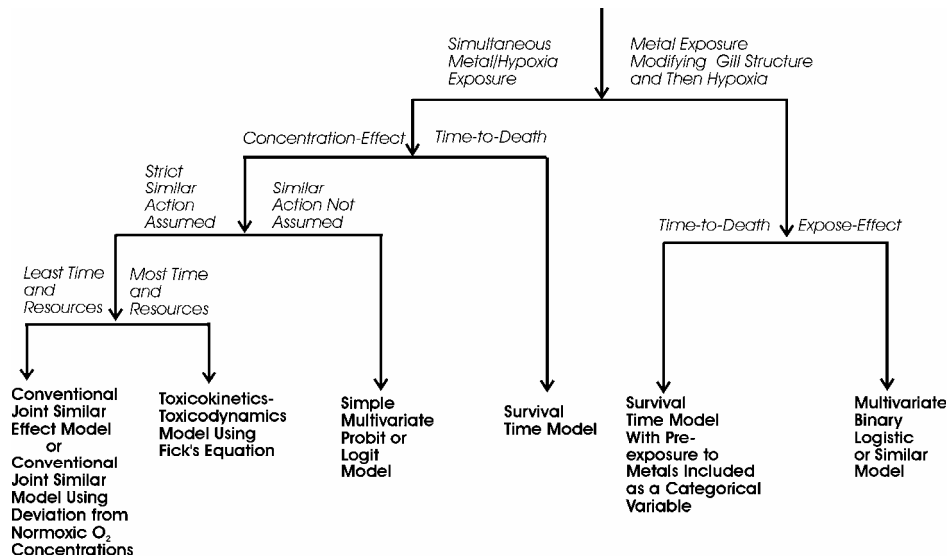 Simultaneous
Metal/Hypoxia
Exposure
Metal Exposure
Modifying Gill Structure
and Then Hypoxia
Concentration-Effect
Time-to-Death
Strict
Similar
Action
Assumed
Similar
Action Not
Assumed
Time-to-Death
Expose-Effect
Least Time
and
Resources
Most Time
and
Resources
Conventional
Joint Similar
Effect Model
or
Conventional
Joint Similar
Model Using
Deviation from
Normoxic O₂
Concentrations
Toxicokinetics-
Toxicodynamics
Model Using
Fick's Equation
Simple
Multivariate
Probit or
Logit
Model
Survival
Time Model
Survival
Time Model
With Pre-
exposure to
Metals Included
as a Categorical
Variable
Multivariate
Binary
Logistic
or Similar
Model